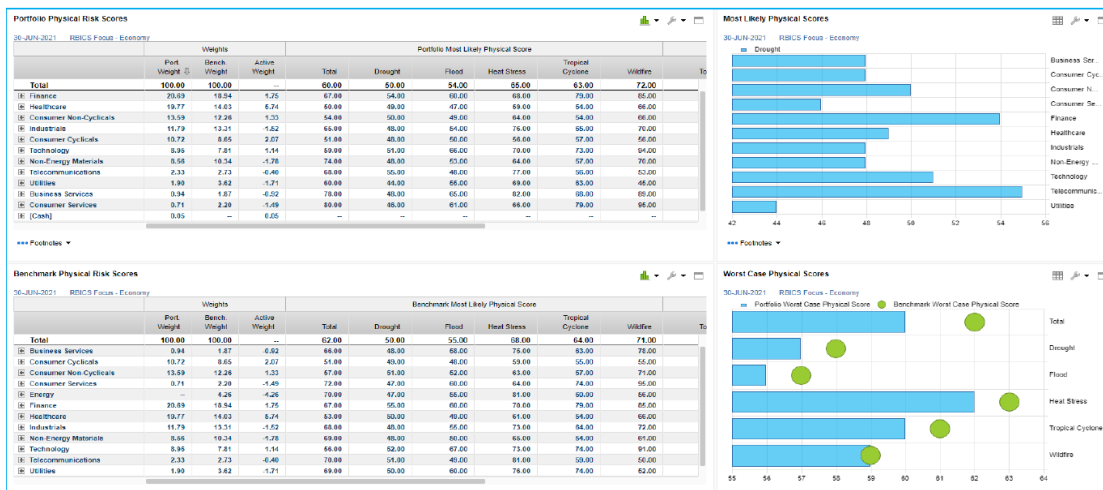 Portfolio Physical Risk Scores
30-JUN-2021 RBICS Focus - Economy
Weights Portfolio Most Likely Physical Score
Port. Weight Bench. Weight Active Weight Total Drought Flood Heat Stress Tropical Cyclone Wildfire To
Total 100.00 100.00 -- 60.00 50.00 54.00 65.00 63.00 72.00
Finance 20.69 18.94 1.75 67.00 54.00 60.00 68.00 79.00 85.00
Healthcare 19.77 14.03 5.74 50.00 49.00 47.00 59.00 54.00 66.00
Consumer Non-Cyclicals 13.59 12.26 1.33 54.00 50.00 49.00 64.00 54.00 66.00
Industrials 11.79 13.31 -1.52 65.00 48.00 54.00 75.00 55.00 70.00
Consumer Cyclicals 10.72 8.65 2.07 51.00 48.00 50.00 56.00 57.00 56.00
Technology 8.95 7.81 1.14 59.00 51.00 66.00 70.00 73.00 94.00
Non-Energy Materials 8.56 10.34 -1.78 74.00 48.00 53.00 64.00 57.00 70.00
Telecommunications 2.33 2.73 -0.40 68.00 55.00 48.00 77.00 56.00 53.00
Utilities 1.90 3.62 -1.71 60.00 44.00 55.00 69.00 63.00 45.00
Business Services 0.94 1.87 -0.92 78.00 48.00 65.00 82.00 68.00 89.00
Consumer Services 0.71 2.20 -1.49 80.00 46.00 61.00 66.00 79.00 95.00
[Cash] 0.05 -- 0.05 -- -- -- -- -- --
Footnotes
Most Likely Physical Scores
30-JUN-2021 RBICS Focus - Economy
Drought
Business Ser...
Consumer Cyc...
Consumer N...
Consumer Se...
Finance
Healthcare
Industrials
Non-Energy ...
Technology
Telecommunic...
Utilities
42 44 46 48 50 52 54 56
Footnotes
Benchmark Physical Risk Scores
30-JUN-2021 RBICS Focus - Economy
Weights Benchmark Most Likely Physical Score
Port. Weight Bench. Weight Active Weight Total Drought Flood Heat Stress Tropical Cyclone Wildfire To
Total 100.00 100.00 -- 62.00 50.00 55.00 68.00 64.00 71.00
Business Services 0.94 1.87 -0.92 66.00 48.00 58.00 75.00 63.00 78.00
Consumer Cyclicals 10.72 8.65 2.07 51.00 49.00 48.00 59.00 55.00 55.00
Consumer Non-Cyclicals 13.59 12.26 1.33 57.00 51.00 52.00 63.00 57.00 71.00
Consumer Services 0.71 2.20 -1.49 72.00 47.00 60.00 64.00 74.00 95.00
Energy -- 4.26 -4.26 70.00 47.00 55.00 81.00 60.00 56.00
Finance 20.69 18.94 1.75 67.00 55.00 60.00 70.00 79.00 85.00
Healthcare 19.77 14.03 5.74 53.00 50.00 49.00 61.00 54.00 66.00
Industrials 11.79 13.31 -1.52 68.00 48.00 55.00 73.00 64.00 72.00
Non-Energy Materials 8.56 10.34 -1.78 69.00 48.00 50.00 65.00 54.00 61.00
Technology 8.95 7.81 1.14 56.00 52.00 67.00 73.00 74.00 91.00
Telecommunications 2.33 2.73 -0.40 70.00 51.00 49.00 81.00 59.00 50.00
Utilities 1.90 3.62 -1.71 69.00 50.00 60.00 76.00 74.00 52.00
Worst Case Physical Scores
30-JUN-2021 RBICS Focus - Economy
Portfolio Worst Case Physical Score Benchmark Worst Case Physical Score
Total
Drought
Flood
Heat Stress
Tropical Cyclone
Wildfire
55 56 57 58 59 60 61 62 63 64